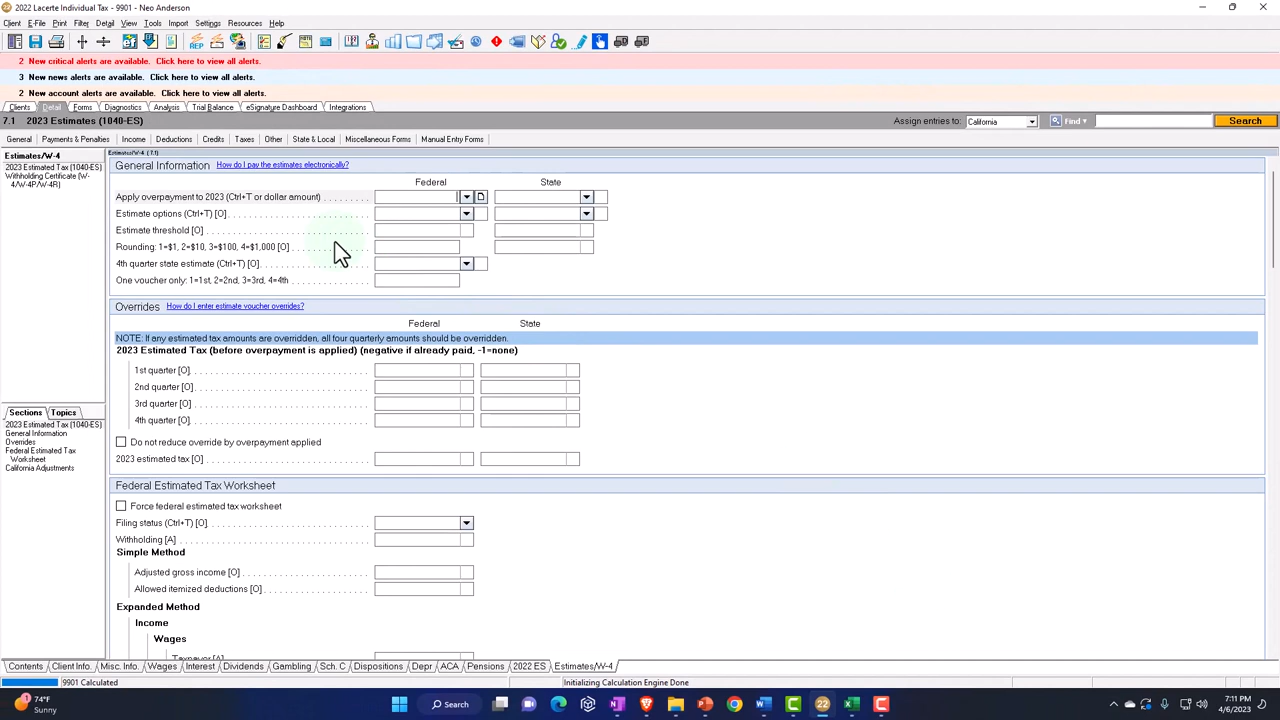 2022 Lacerte Individual Tax - 9901 - Neo Anderson
Client E-File Print Filter Detail View Tools Import Settings Resources Help
2 New critical alerts are available. Click here to view all alerts.
3 New news alerts are available. Click here to view all alerts.
2 New account alerts are available. Click here to view all alerts.
Clients Detail Forms Diagnostics Analysis Trial Balance eSignature Dashboard Integrations
7.1 2023 Estimates (1040-ES) Assign entries to: California Find Search
General Payments & Penalties Income Deductions Credits Taxes Other State & Local Miscellaneous Forms Manual Entry Forms
Estimates/W-4
2023 Estimated Tax (1040-ES)
Withholding Certificate (W-
4/W-4P/W-4R)
Sections Topics
2023 Estimated Tax (1040-ES)
General Information
Overrides
Federal Estimated Tax
Worksheet
California Adjustments
Estimates/W-4 (7.1)
General Information How do I pay the estimates electronically?
Federal State
Apply overpayment to 2023 (Ctrl+T or dollar amount)
Estimate options (Ctrl+T) [O]
Estimate threshold [O]
Rounding: 1=$1, 2=$10, 3=$100, 4=$1,000 [O]
4th quarter state estimate (Ctrl+T) [O]
One voucher only: 1=1st, 2=2nd, 3=3rd, 4=4th
Overrides How do I enter estimate voucher overrides?
Federal State
NOTE: If any estimated tax amounts are overridden, all four quarterly amounts should be overridden.
2023 Estimated Tax (before overpayment is applied) (negative if already paid, -1=none)
1st quarter [O]
2nd quarter [O]
3rd quarter [O]
4th quarter [O]
Do not reduce override by overpayment applied
2023 estimated tax [O]
Federal Estimated Tax Worksheet
Force federal estimated tax worksheet
Filing status (Ctrl+T) [O]
Withholding [A]
Simple Method
Adjusted gross income [O]
Allowed itemized deductions [O]
Expanded Method
Income
Wages
Taxpayer [A]
Contents Client Info. Misc. Info. Wages Interest Dividends Gambling Sch. C Dispositions Depr ACA Pensions 2022 ES Estimates/W-4
9901 Calculated Initializing Calculation Engine Done
74°F
Sunny
Search
7:11 PM
4/6/2023